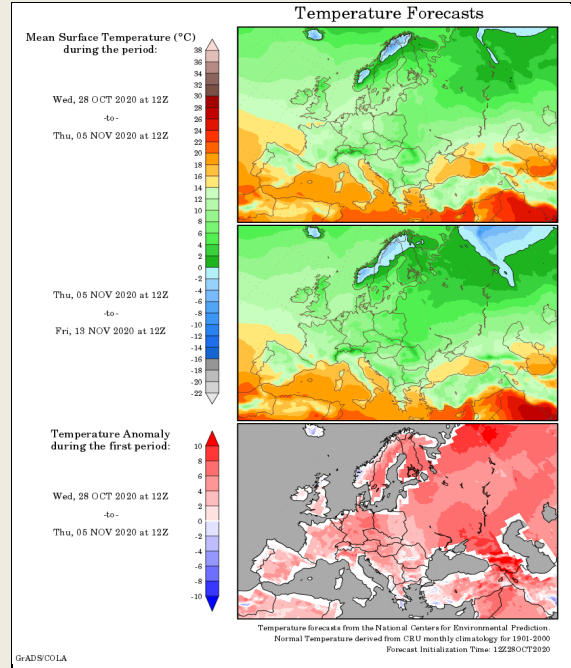 Temperature Forecasts
Mean Surface Temperature (°C)
during the period:
Wed, 28 OCT 2020 at 12Z
-to-
Thu, 05 NOV 2020 at 12Z
38
36
34
32
30
28
26
24
22
20
18
16
14
12
10
8
6
4
2
0
-2
-4
-6
-8
-10
-12
-14
-16
-18
-20
-22
Thu, 05 NOV 2020 at 12Z
-to-
Fri, 13 NOV 2020 at 12Z
Temperature Anomaly
during the first period:
Wed, 28 OCT 2020 at 12Z
-to-
Thu, 05 NOV 2020 at 12Z
10
8
6
4
2
0
-2
-4
-6
-8
-10
Temperature forecasts from the National Centers for Environmental Prediction.
Normal Temperature derived from CRU monthly climatology for 1901-2000
Forecast Initialization Time: 12Z28OCT2020
GrADS/COLA